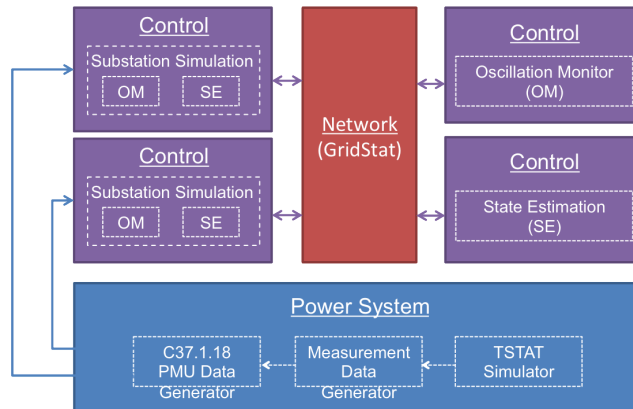 Control
Substation Simulation
OM
SE
Control
Substation Simulation
OM
SE
Network
(GridStat)
Control
Oscillation Monitor
(OM)
Control
State Estimation
(SE)
Power System
C37.1.18
PMU Data
Generator
Measurement
Data
Generator
TSTAT
Simulator